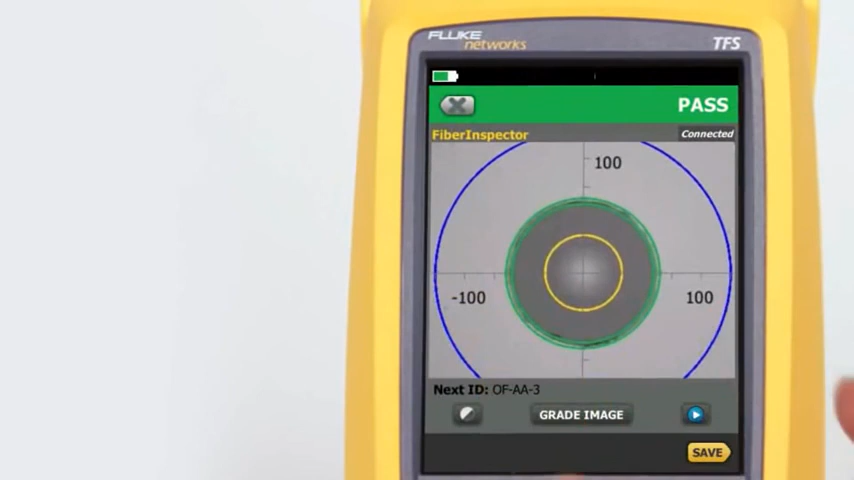 FLUKE
networks
TFS
PASS
FiberInspector
Connected
100
-100
100
Next ID: OF-AA-3
GRADE IMAGE
SAVE